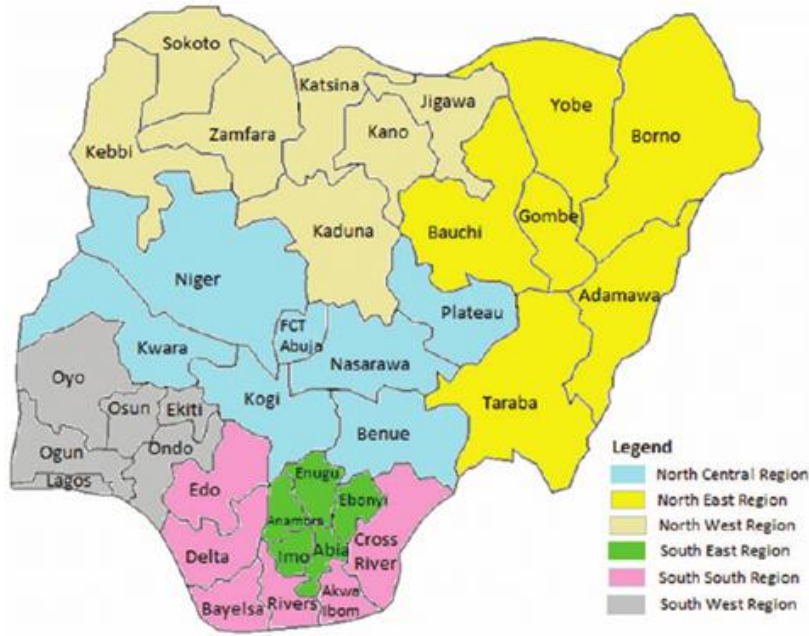 Sokoto
Katsina
Jigawa
Yobe
Borno
Zamfara
Kano
Kebbi
Kaduna
Bauchi
Gombe
Niger
Adamawa
Plateau
FCT
Abuja
Kwara
Nasarawa
Oyo
Kogi
Taraba
Osun
Ekiti
Benue
Ogun
Ondo
Lagos
Edo
Enugu
Ebonyi
Anambra
Cross
River
Delta
Imo
Abia
Akwa
Ibom
Bayelsa
Rivers
Legend
North Central Region
North East Region
North West Region
South East Region
South South Region
South West Region